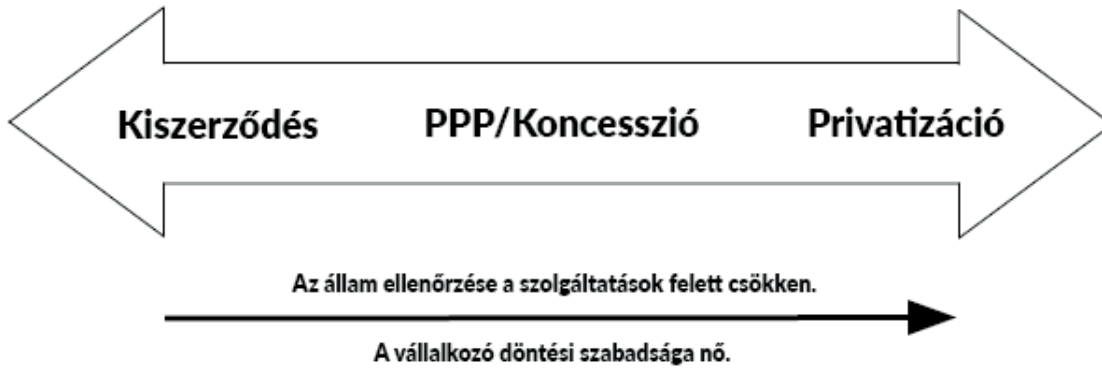 Kiszerződés PPP/Koncesszió Privatizáció
Az állam ellenőrzése a szolgáltatások felett csökken.
A vállalkozó döntési szabadsága nő.